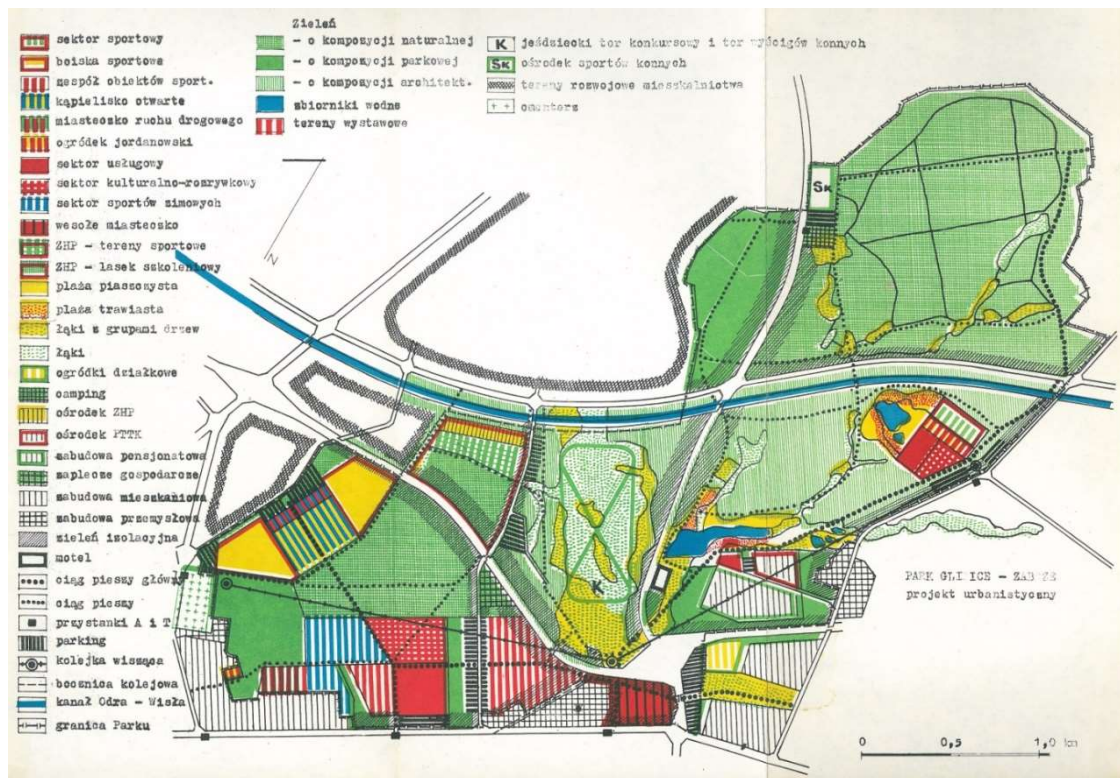 sektor sportowy
boiska sportowe
zespół obiektów sport.
kąpielisko otwarte
miasteczko ruchu drogowego
ogródek jordanowski
sektor usługowy
sektor kulturalno-rozrywkowy
sektor sportów zimowych
wesołe miasteczko
ZHP - tereny sportowe
ZHP - lasek szkoleniowy
plaża piaszczysta
plaża trawiasta
łąki z grupami drzew
łąki
ogródki działkowe
camping
ośrodek ZHP
ośrodek PTTK
zabudowa pensjonatowa
zaplecze gospodarcze
zabudowa mieszkaniowa
zabudowa przemysłowa
zieleń izolacyjna
motel
ciąg pieszy główny
ciąg pieszy
przystanki A i T
parking
kolejka wisząca
bocznica kolejowa
kanał Odra - Wisła
granica Parku
Zieleń
- o kompozycji naturalnej
- o kompozycji parkowej
- o kompozycji architekt.
zbiorniki wodne
tereny wystawowe
K jeździecki tor konkursowy i tor wyścigów konnych
SK ośrodek sportów konnych
tereny rozwojowe mieszkalnictwa
cmentarz
N
SK
K
PARK GLIWICE - ZABRZE
projekt urbanistyczny
0 0,5 1,0 km